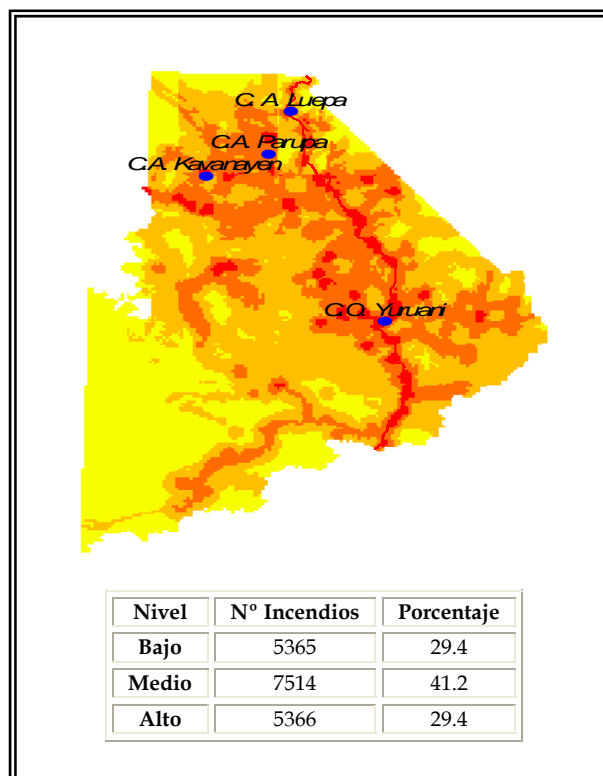 C. A. Luepa
C.A. Parupa
C.A. Kavanayen
C.O. Yuruani
Nivel Nº Incendios Porcentaje
Bajo 5365 29.4
Medio 7514 41.2
Alto 5366 29.4